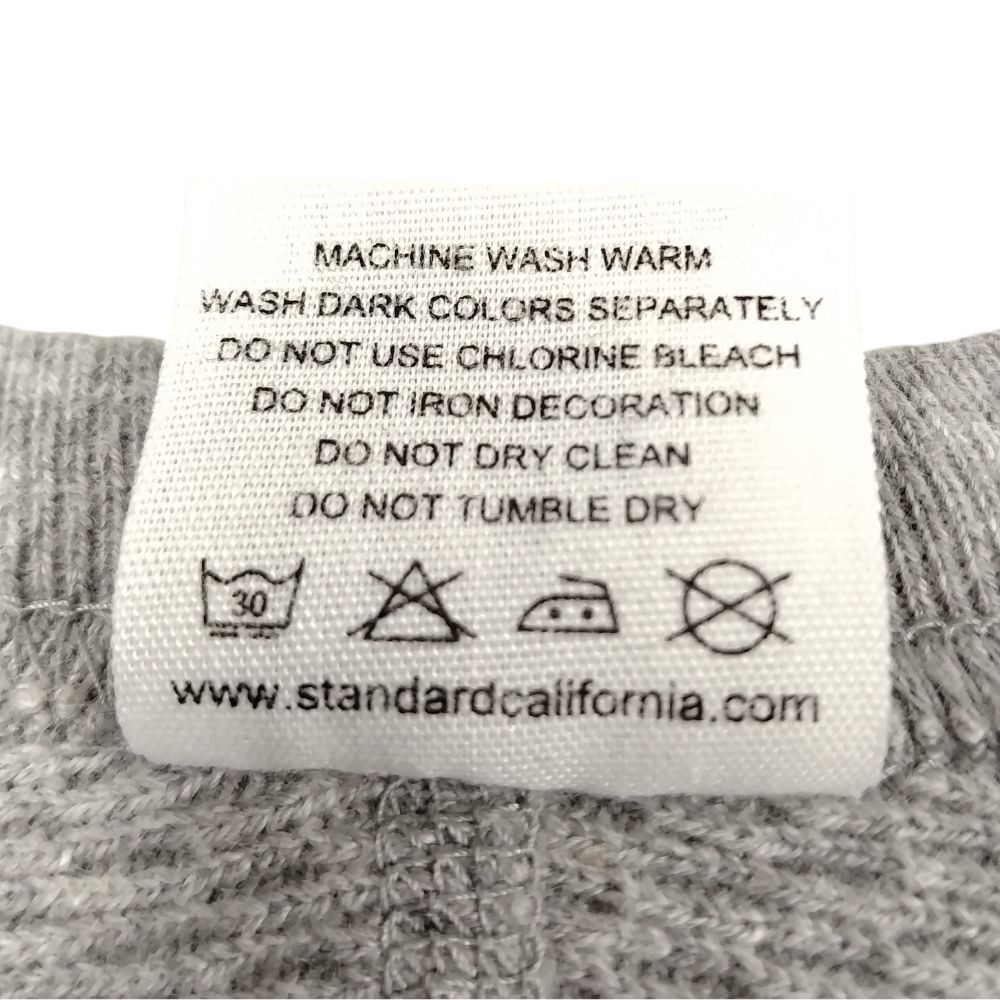 MACHINE WASH WARM
WASH DARK COLORS SEPARATELY
DO NOT USE CHLORINE BLEACH
DO NOT IRON DECORATION
DO NOT DRY CLEAN
DO NOT TUMBLE DRY
30
www.standardcalifornia.com